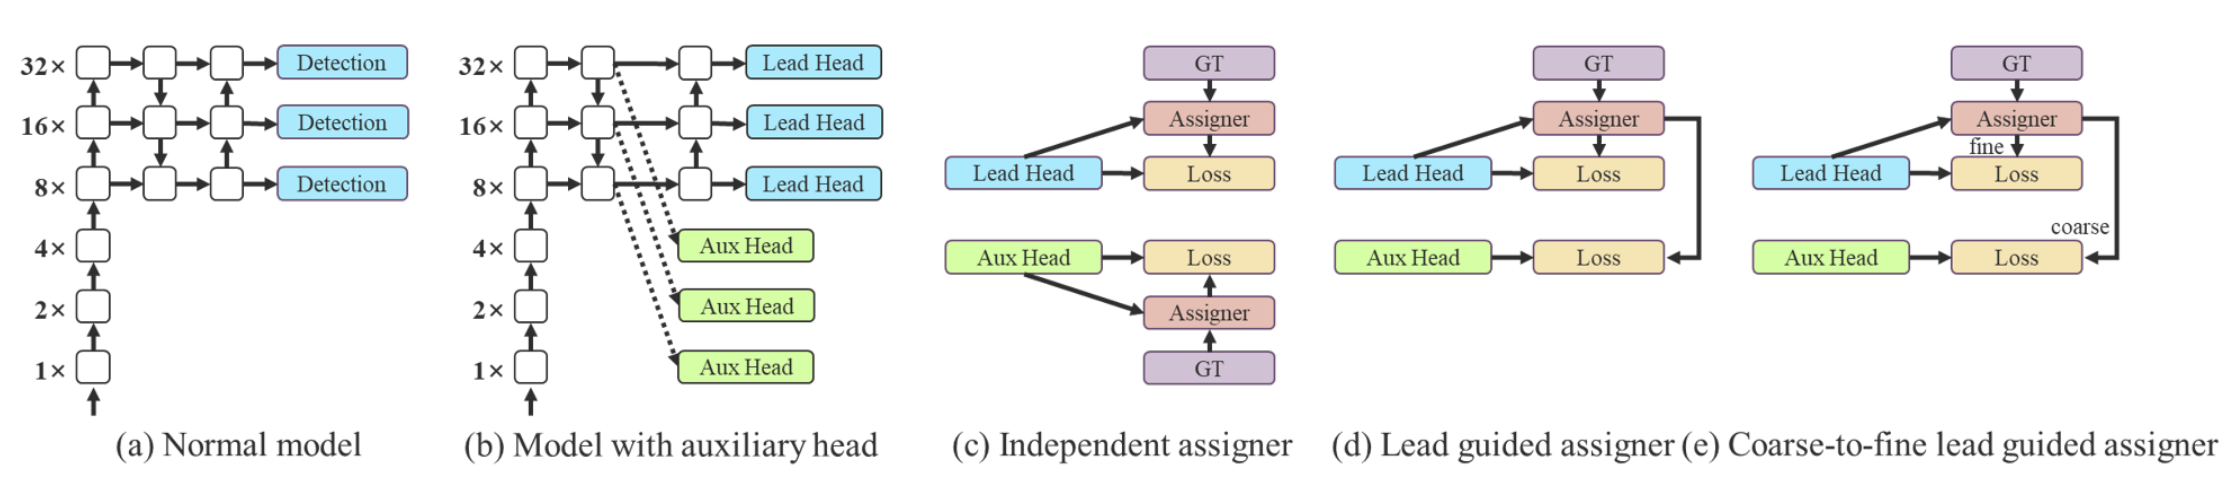 32× Detection
16× Detection
8× Detection
4×
2×
1×
(a) Normal model
32× Lead Head
16× Lead Head
8× Lead Head
4× Aux Head
2× Aux Head
1× Aux Head
(b) Model with auxiliary head
GT
Assigner
Lead Head Loss
Aux Head Loss
Assigner
GT
(c) Independent assigner
GT
Assigner
Lead Head Loss
Aux Head Loss
(d) Lead guided assigner
GT
Assigner
fine
Lead Head Loss
coarse
Aux Head Loss
(e) Coarse-to-fine lead guided assigner